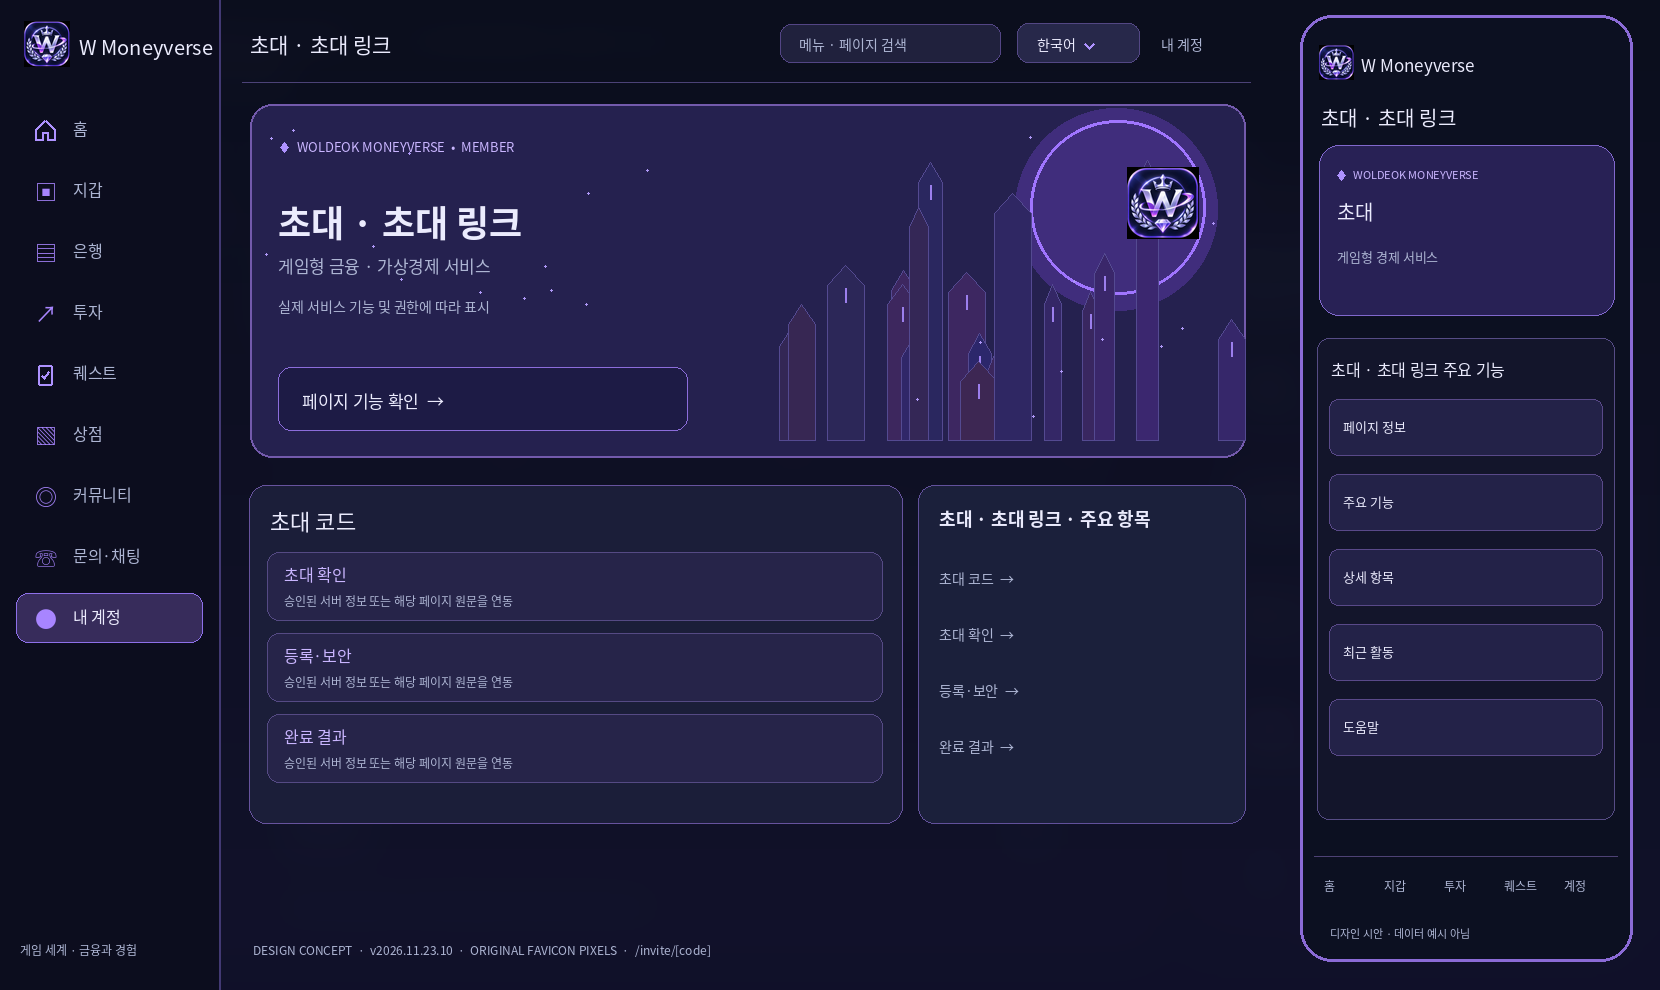 W Moneyverse
홈
지갑
은행
투자
퀘스트
상점
커뮤니티
문의·채팅
내 계정
게임 세계 · 금융과 경험
초대 · 초대 링크
메뉴 · 페이지 검색
한국어
내 계정
WOLDEOK MONEYVERSE • MEMBER
초대 · 초대 링크
게임형 금융 · 가상경제 서비스
실제 서비스 기능 및 권한에 따라 표시
페이지 기능 확인 →
초대 코드
초대 확인
승인된 서버 정보 또는 해당 페이지 원문을 연동
등록·보안
승인된 서버 정보 또는 해당 페이지 원문을 연동
완료 결과
승인된 서버 정보 또는 해당 페이지 원문을 연동
초대 · 초대 링크 · 주요 항목
초대 코드 →
초대 확인 →
등록·보안 →
완료 결과 →
DESIGN CONCEPT · v2026.11.23.10 · ORIGINAL FAVICON PIXELS · /invite/[code]
W Moneyverse
초대 · 초대 링크
WOLDEOK MONEYVERSE
초대
게임형 경제 서비스
초대 · 초대 링크 주요 기능
페이지 정보
주요 기능
상세 항목
최근 활동
도움말
홈 지갑 투자 퀘스트 계정
디자인 시안 · 데이터 예시 아님